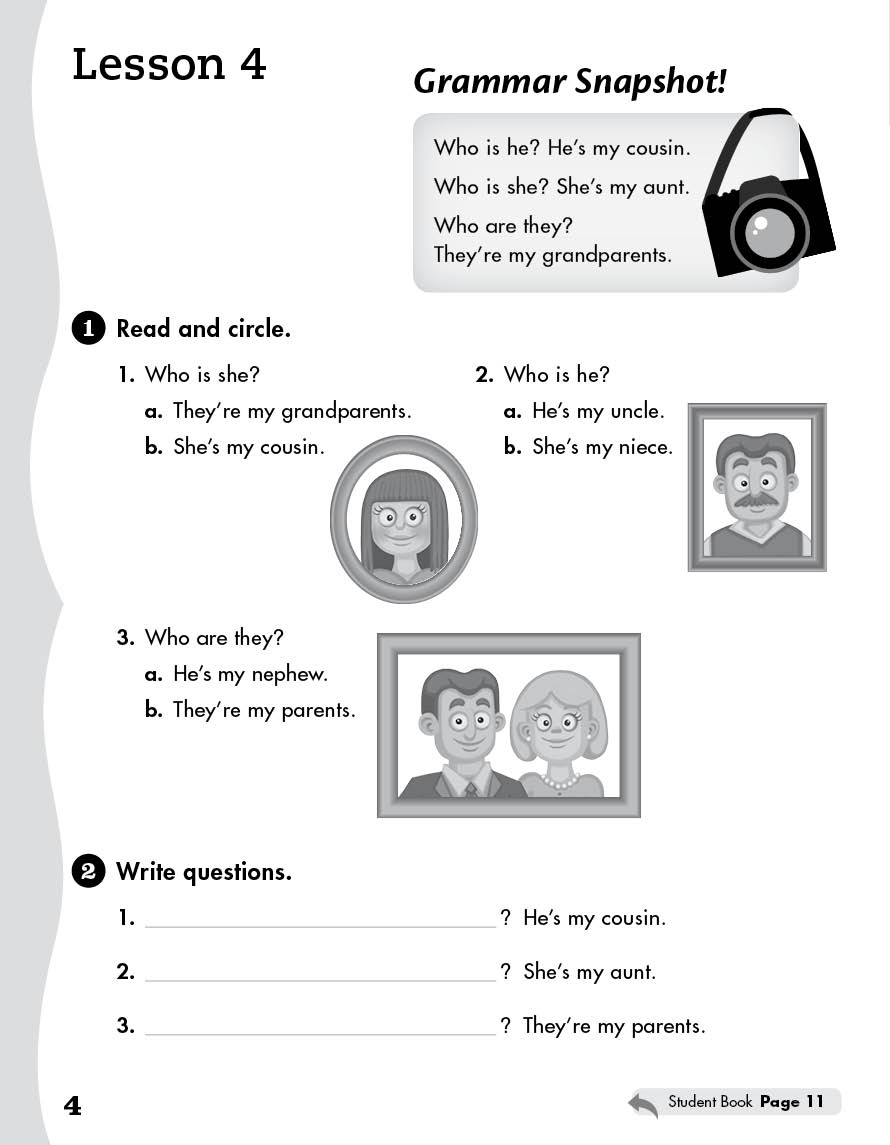 Lesson 4
Grammar Snapshot!
Who is he? He's my cousin.
Who is she? She's my aunt.
Who are they?
They're my grandparents.
1 Read and circle.
1. Who is she?
a. They're my grandparents.
b. She's my cousin.
2. Who is he?
a. He's my uncle.
b. She's my niece.
3. Who are they?
a. He's my nephew.
b. They're my parents.
2 Write questions.
1. ? He's my cousin.
2. ? She's my aunt.
3. ? They're my parents.
4
Student Book Page 11